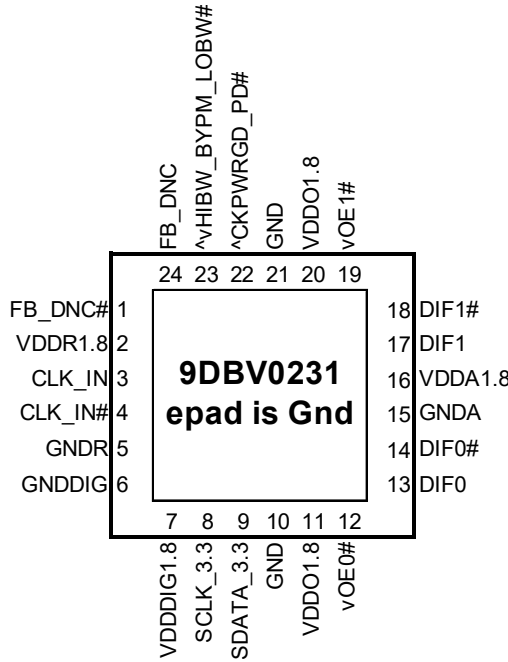 FB_DNC
^vHIBW_BYPM_LOBW#
^CKPWRGD_PD#
GND
VDDO1.8
vOE1#
24 23 22 21 20 19
FB_DNC# 1
VDDR1.8 2
CLK_IN 3
CLK_IN# 4
GNDR 5
GNDDIG 6
9DBV0231
epad is Gnd
18 DIF1#
17 DIF1
16 VDDA1.8
15 GNDA
14 DIF0#
13 DIF0
7 8 9 10 11 12
VDDDIG1.8
SCLK_3.3
SDATA_3.3
GND
VDDO1.8
vOE0#